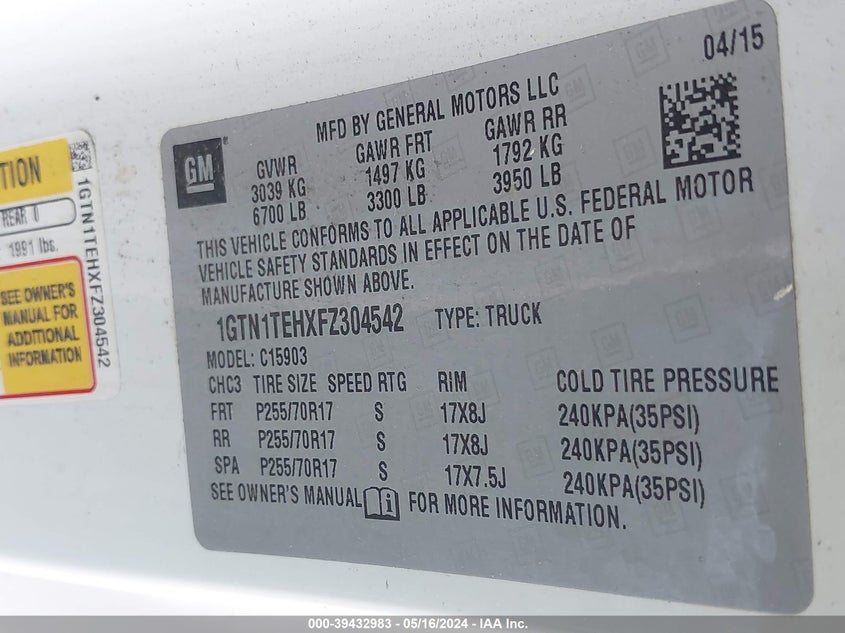 TION
REAR 0
1991 lbs.
SEE OWNER'S
MANUAL FOR
ADDITIONAL
INFORMATION
1GTN1TEHXFZ304542
04/15
GM
MFD BY GENERAL MOTORS LLC
GVWR GAWR FRT GAWR RR
3039 KG 1497 KG 1792 KG
6700 LB 3300 LB 3950 LB
THIS VEHICLE CONFORMS TO ALL APPLICABLE U.S. FEDERAL MOTOR
VEHICLE SAFETY STANDARDS IN EFFECT ON THE DATE OF
MANUFACTURE SHOWN ABOVE.
1GTN1TEHXFZ304542 TYPE: TRUCK
MODEL: C15903
CHC3 TIRE SIZE SPEED RTG RIM COLD TIRE PRESSURE
FRT P255/70R17 S 17X8J 240KPA(35PSI)
RR P255/70R17 S 17X8J 240KPA(35PSI)
SPA P255/70R17 S 17X7.5J 240KPA(35PSI)
SEE OWNER'S MANUAL FOR MORE INFORMATION.
000-39432983 - 05/16/2024 - IAA Inc.